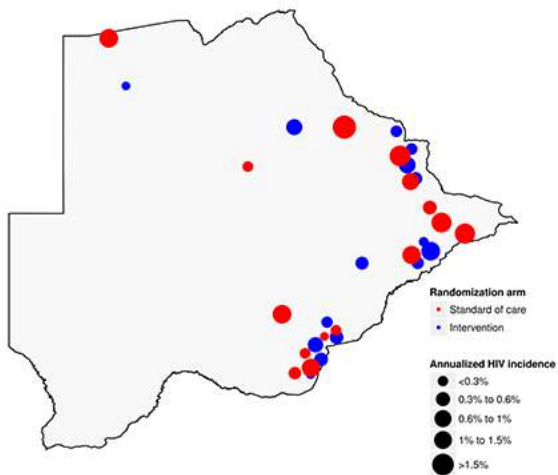 Randomization arm
Standard of care
Intervention
Annualized HIV incidence
<0.3%
0.3% to 0.6%
0.6% to 1%
1% to 1.5%
>1.5%